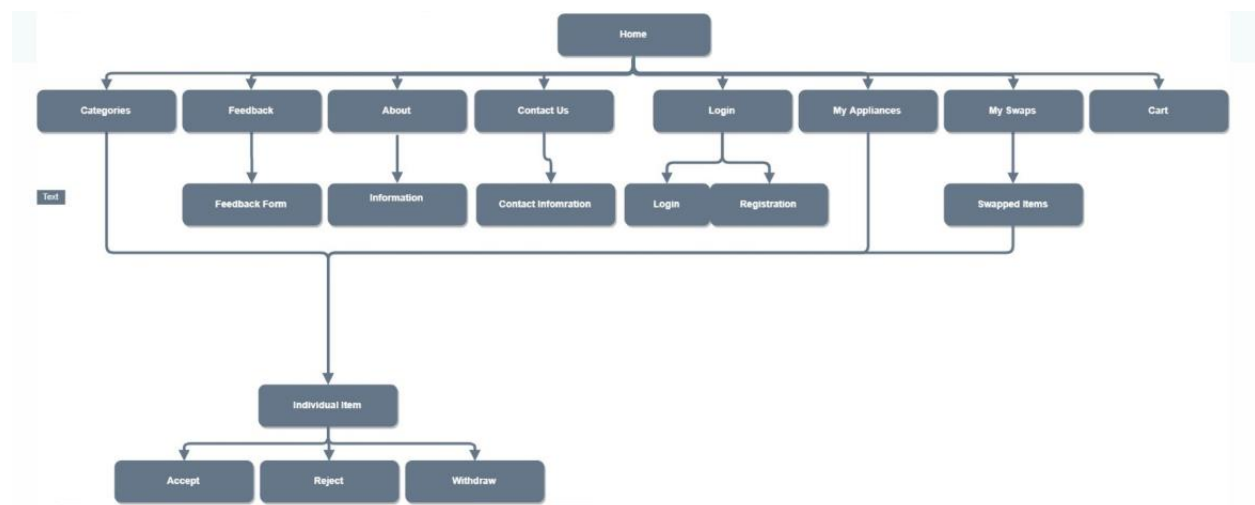 Home
Categories
Feedback
About
Contact Us
Login
My Appliances
My Swaps
Cart
Text
Feedback Form
Information
Contact Infomration
Login
Registration
Swapped Items
Individual Item
Accept
Reject
Withdraw